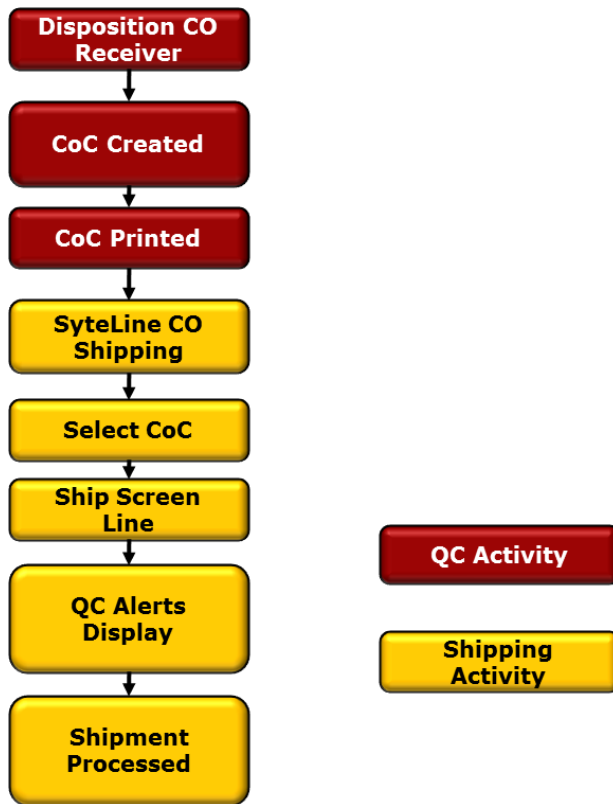 Disposition CO
Receiver
CoC Created
CoC Printed
SyteLine CO
Shipping
Select CoC
Ship Screen
Line
QC Alerts
Display
Shipment
Processed
QC Activity
Shipping
Activity